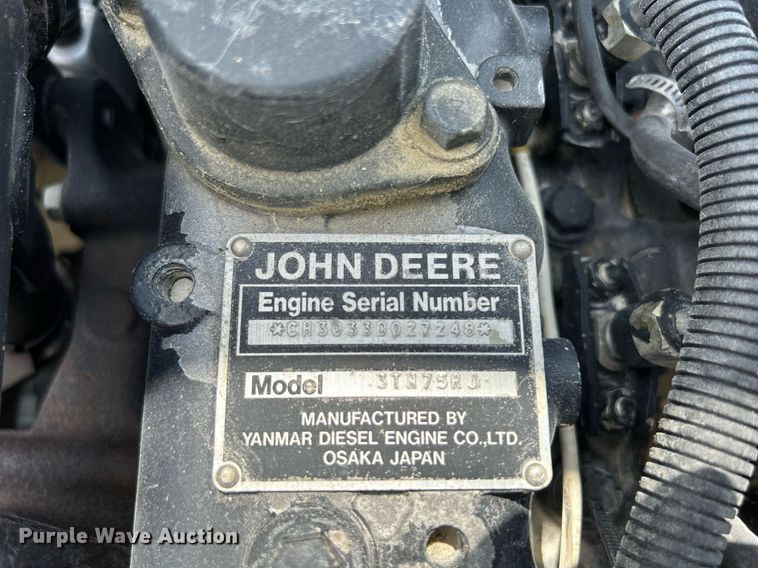 JOHN DEERE
Engine Serial Number
*CH3033D027248*
Model 3TN75RJ
MANUFACTURED BY
YANMAR DIESEL ENGINE CO.,LTD.
OSAKA JAPAN
Purple Wave Auction